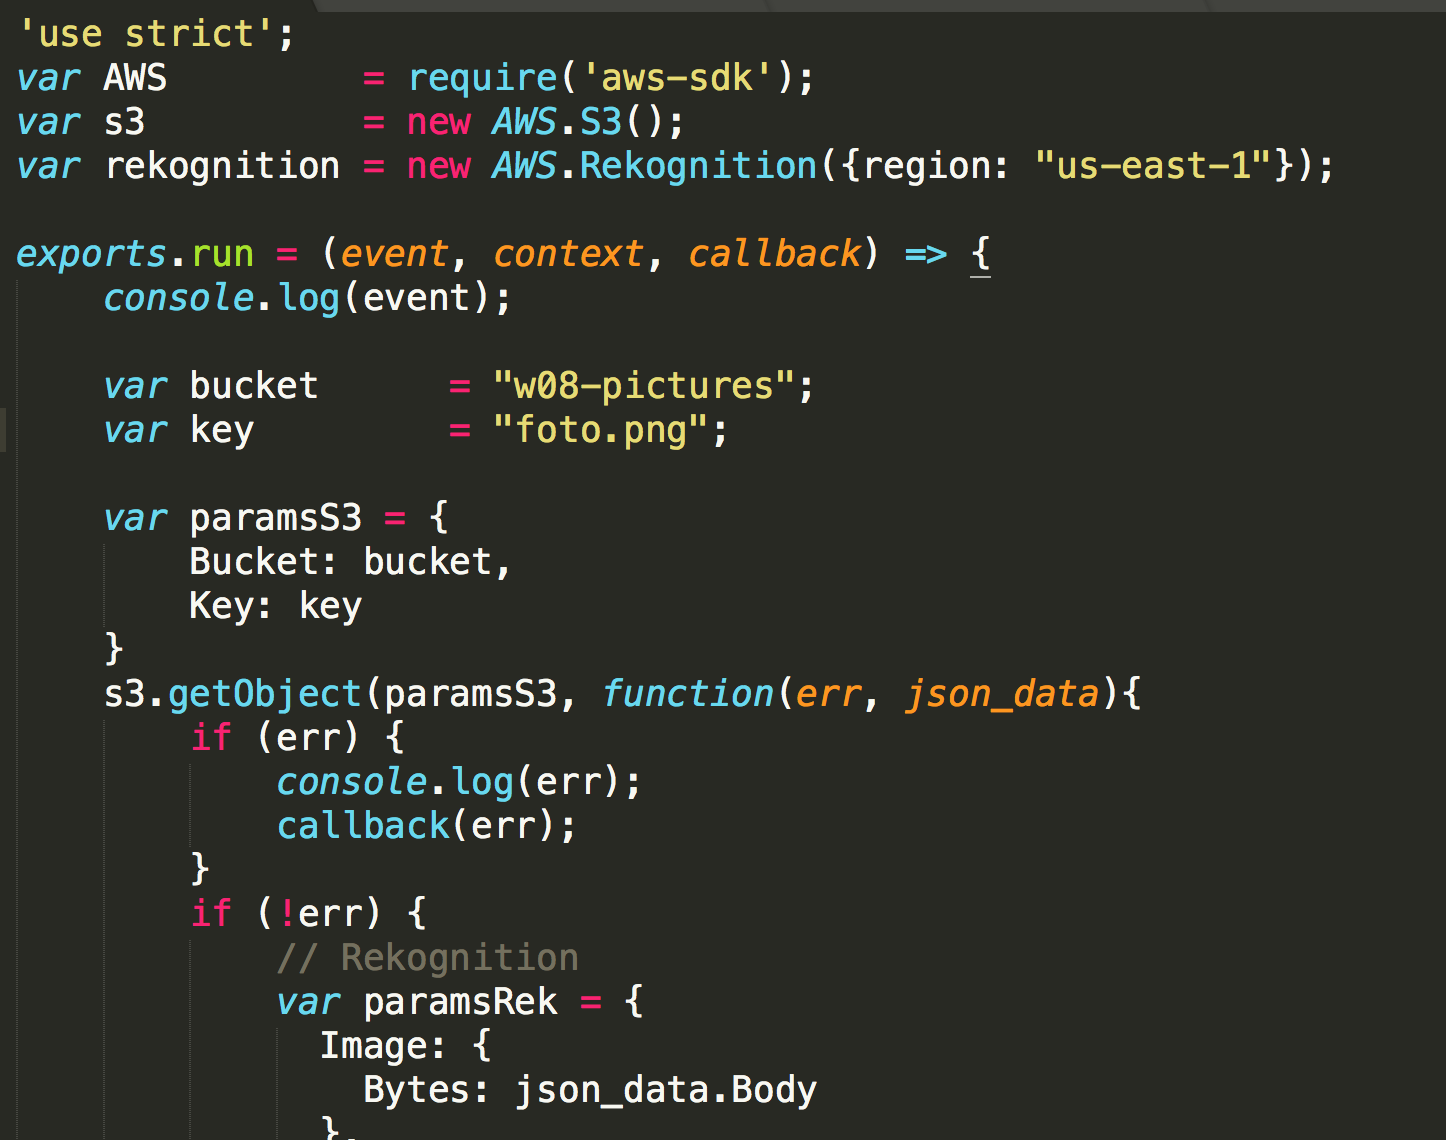 'use strict';
var AWS         = require('aws-sdk');
var s3          = new AWS.S3();
var rekognition = new AWS.Rekognition({region: "us-east-1"});

exports.run = (event, context, callback) => {
    console.log(event);

    var bucket      = "w08-pictures";
    var key         = "foto.png";

    var paramsS3 = {
        Bucket: bucket,
        Key: key
    }
    s3.getObject(paramsS3, function(err, json_data){
        if (err) {
            console.log(err);
            callback(err);
        }
        if (!err) {
            // Rekognition
            var paramsRek = {
              Image: {
                Bytes: json_data.Body
              },